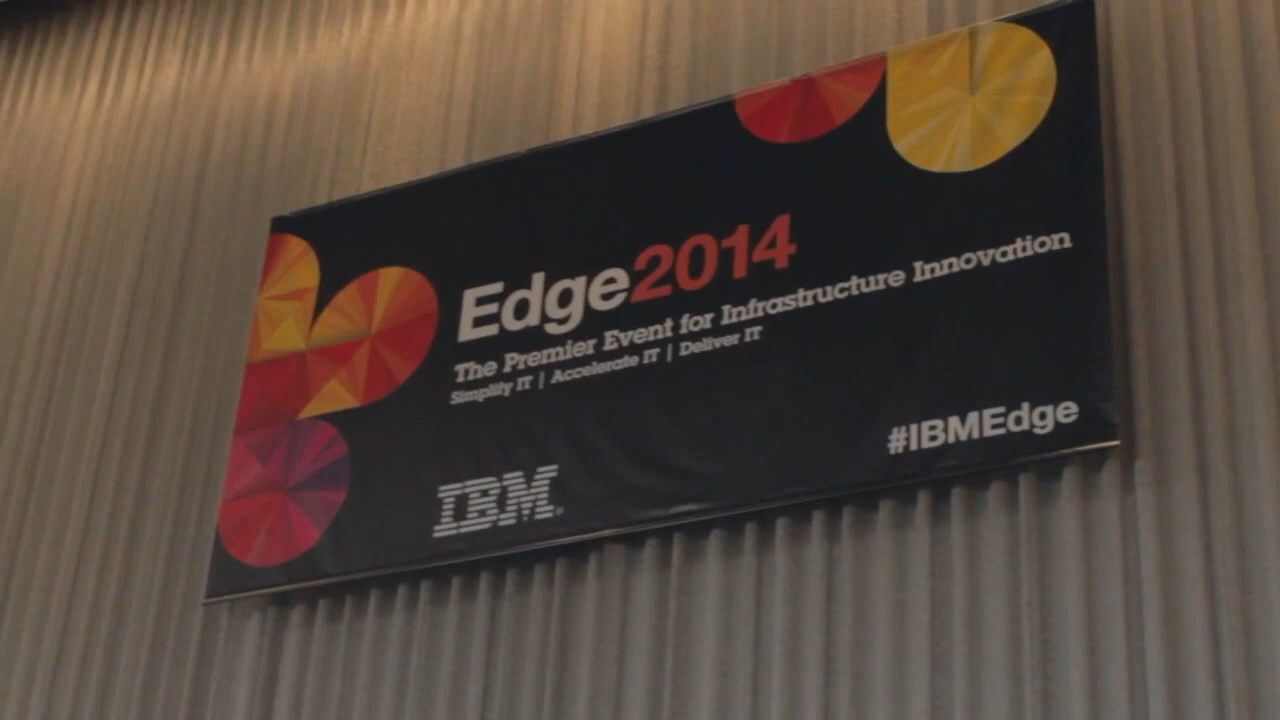 Edge2014
The Premier Event for Infrastructure Innovation
Simplify IT | Accelerate IT | Deliver IT
#IBMEdge
IBM®